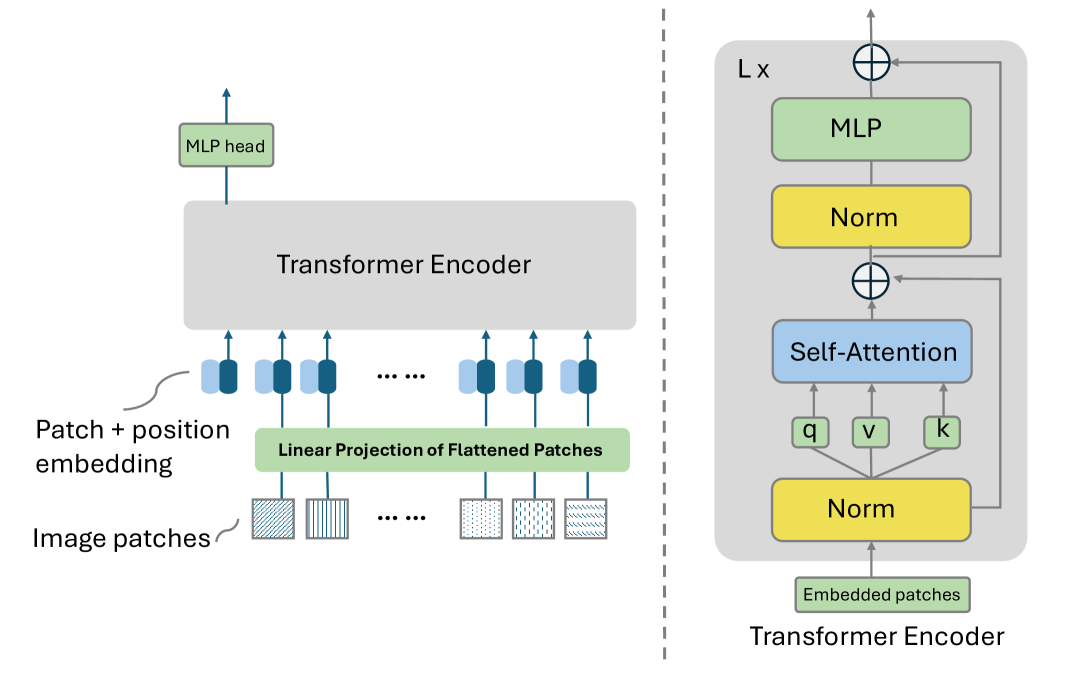 MLP head
Transformer Encoder
... ...
Patch + position
embedding
Linear Projection of Flattened Patches
Image patches
... ...
L x
MLP
Norm
Self-Attention
q
v
k
Norm
Embedded patches
Transformer Encoder